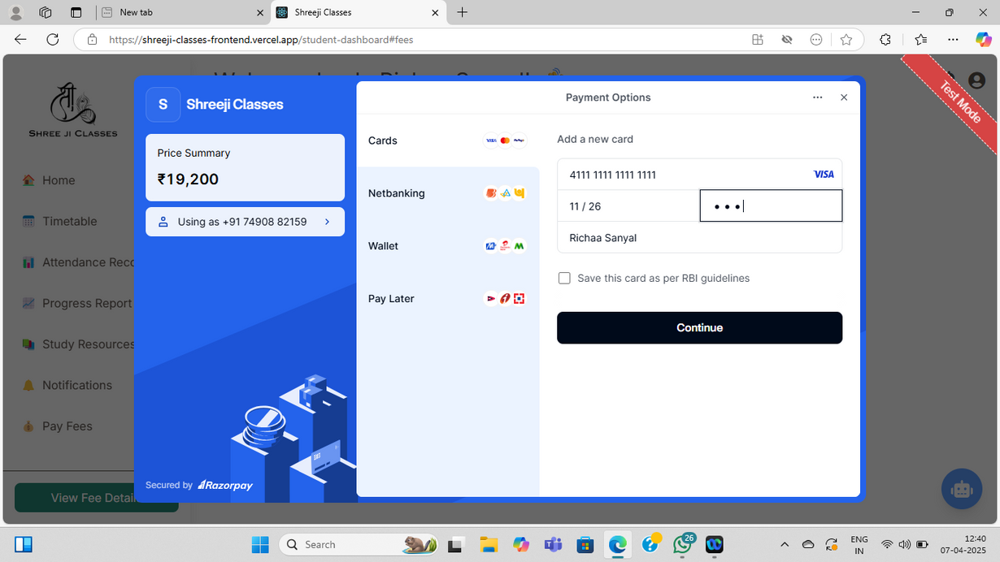 New tab
Shreeji Classes
https://shreeji-classes-frontend.vercel.app/student-dashboard#fees
Test Mode
श्री
SHREE JI CLASSES
Home
Timetable
Attendance Reco
Progress Report
Study Resources
Notifications
Pay Fees
View Fee Detail
S
Shreeji Classes
Price Summary
₹19,200
Using as +91 74908 82159
Secured by Razorpay
Payment Options
Cards
VISA
Netbanking
Wallet
Pay Later
Add a new card
4111 1111 1111 1111
VISA
11 / 26
Richaa Sanyal
Save this card as per RBI guidelines
Continue
Search
26
ENG
IN
12:40
07-04-2025